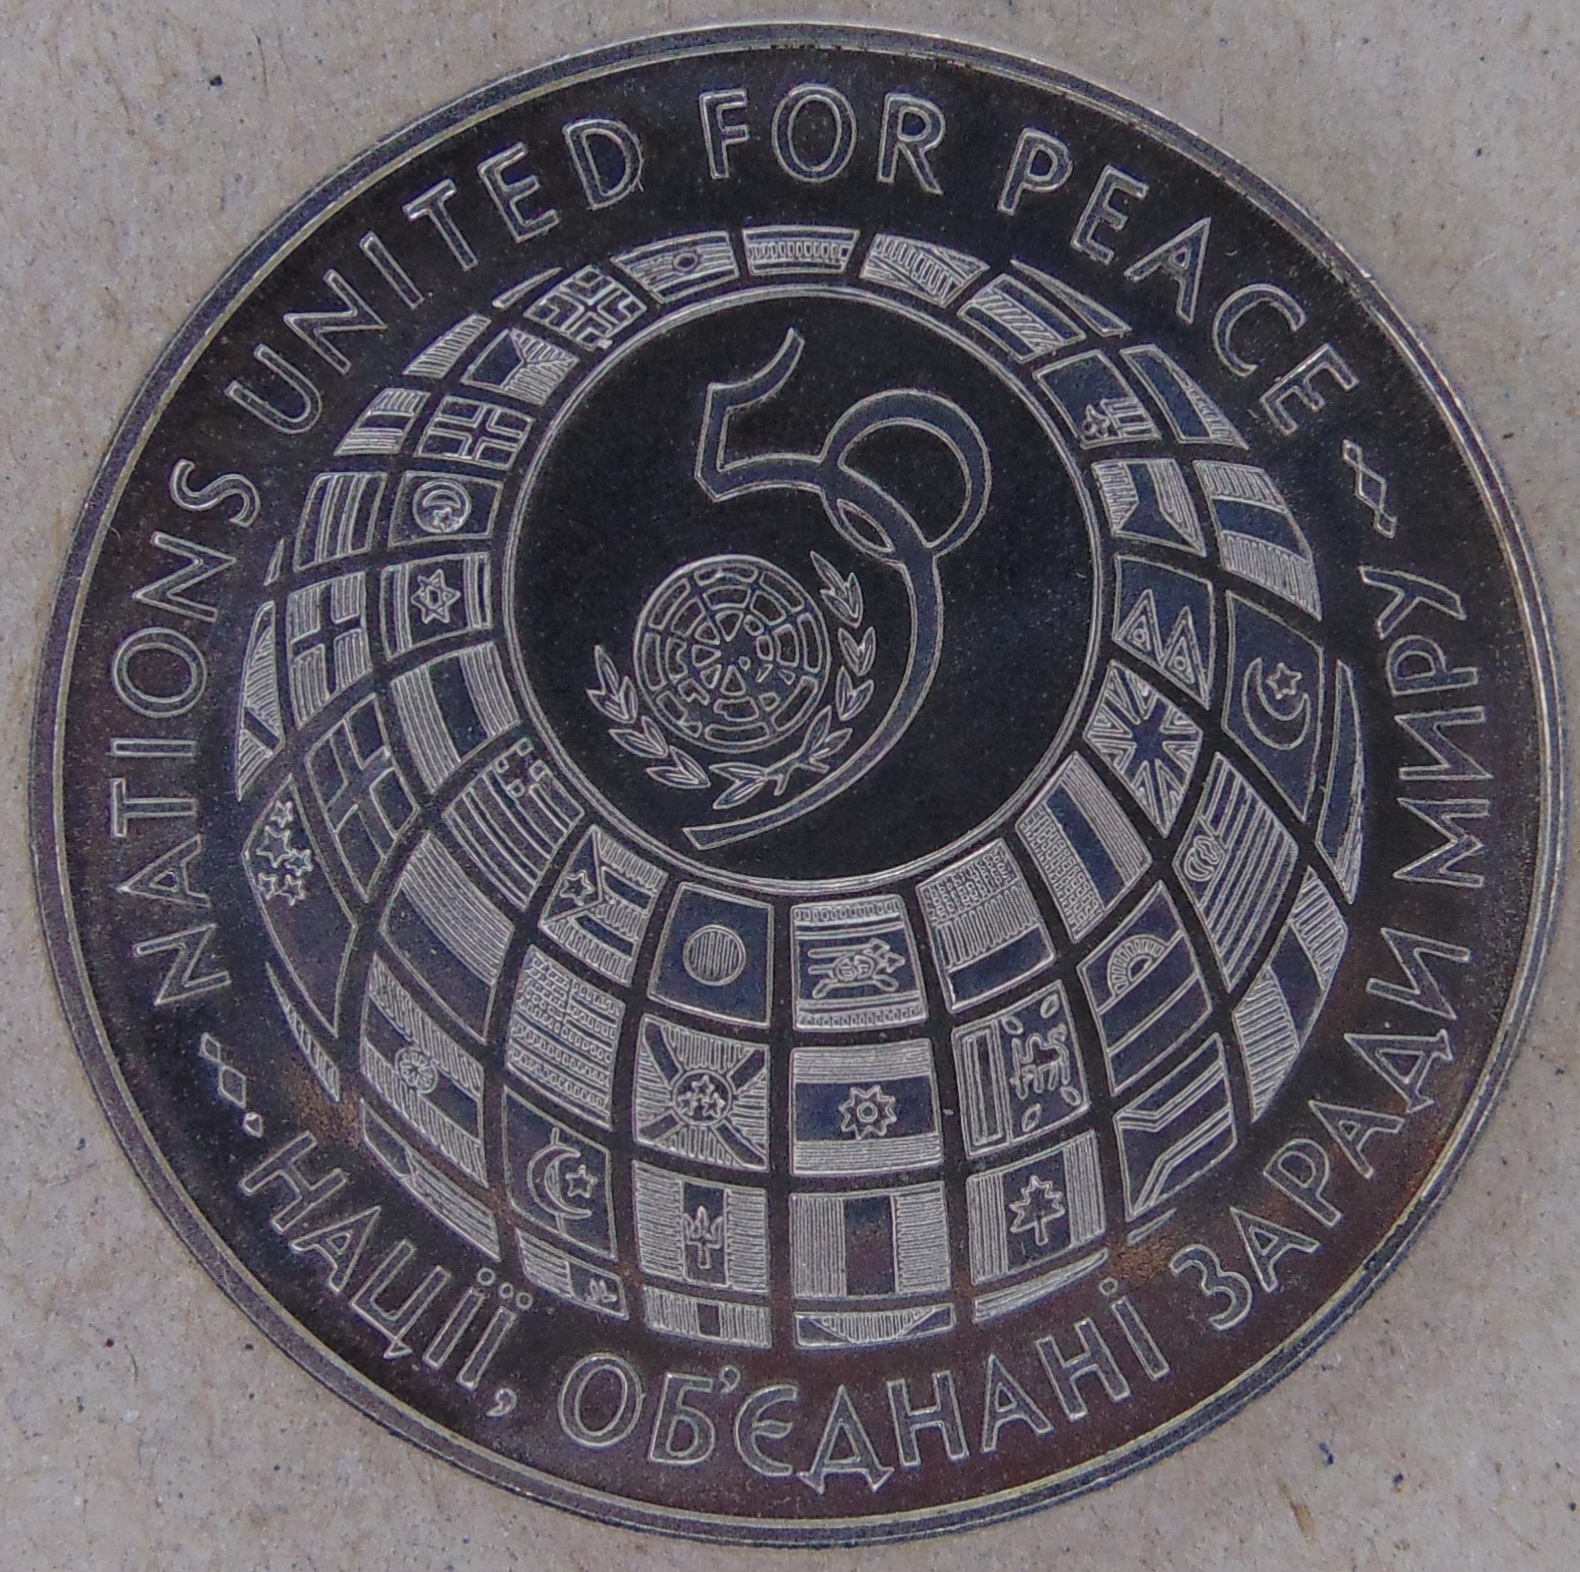 NATIONS UNITED FOR PEACE
НАЦІЇ, ОБ'ЄДНАНІ ЗАРАДИ МИРУ
50